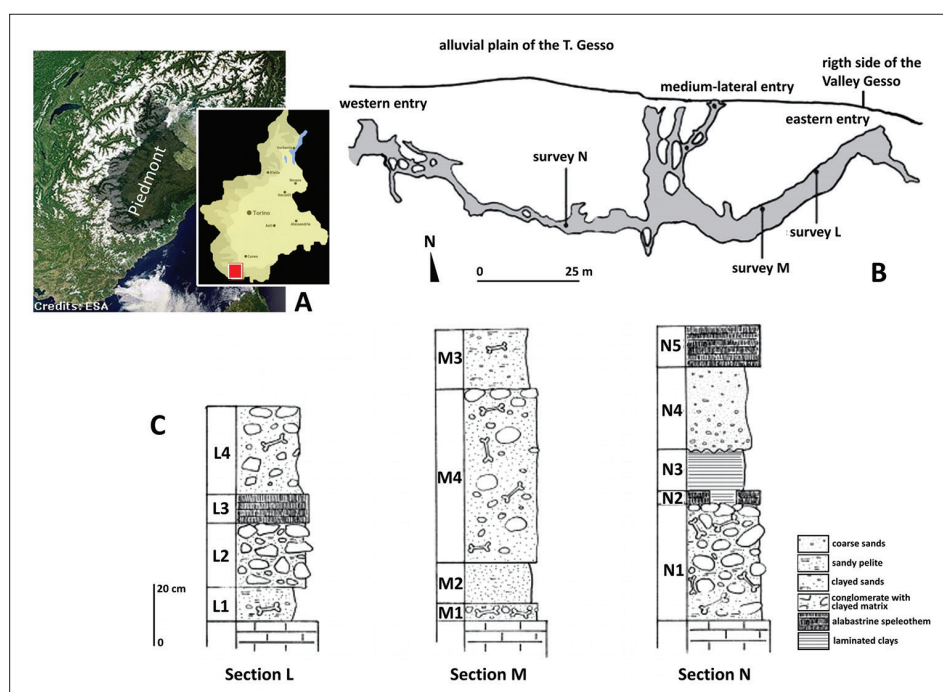 alluvial plain of the T. Gesso
rigth side of the
Valley Gesso
medium-lateral entry
western entry
eastern entry
survey N
survey L
survey M
N
0 25 m
B
Piedmont
Torino
Credits: ESA
A
C
L4
L3
L2
L1
20 cm
0
Section L
M3
M4
M2
M1
Section M
N5
N4
N3
N2
N1
Section N
coarse sands
sandy pelite
clayed sands
conglomerate with
clayed matrix
alabastrine speleothem
laminated clays